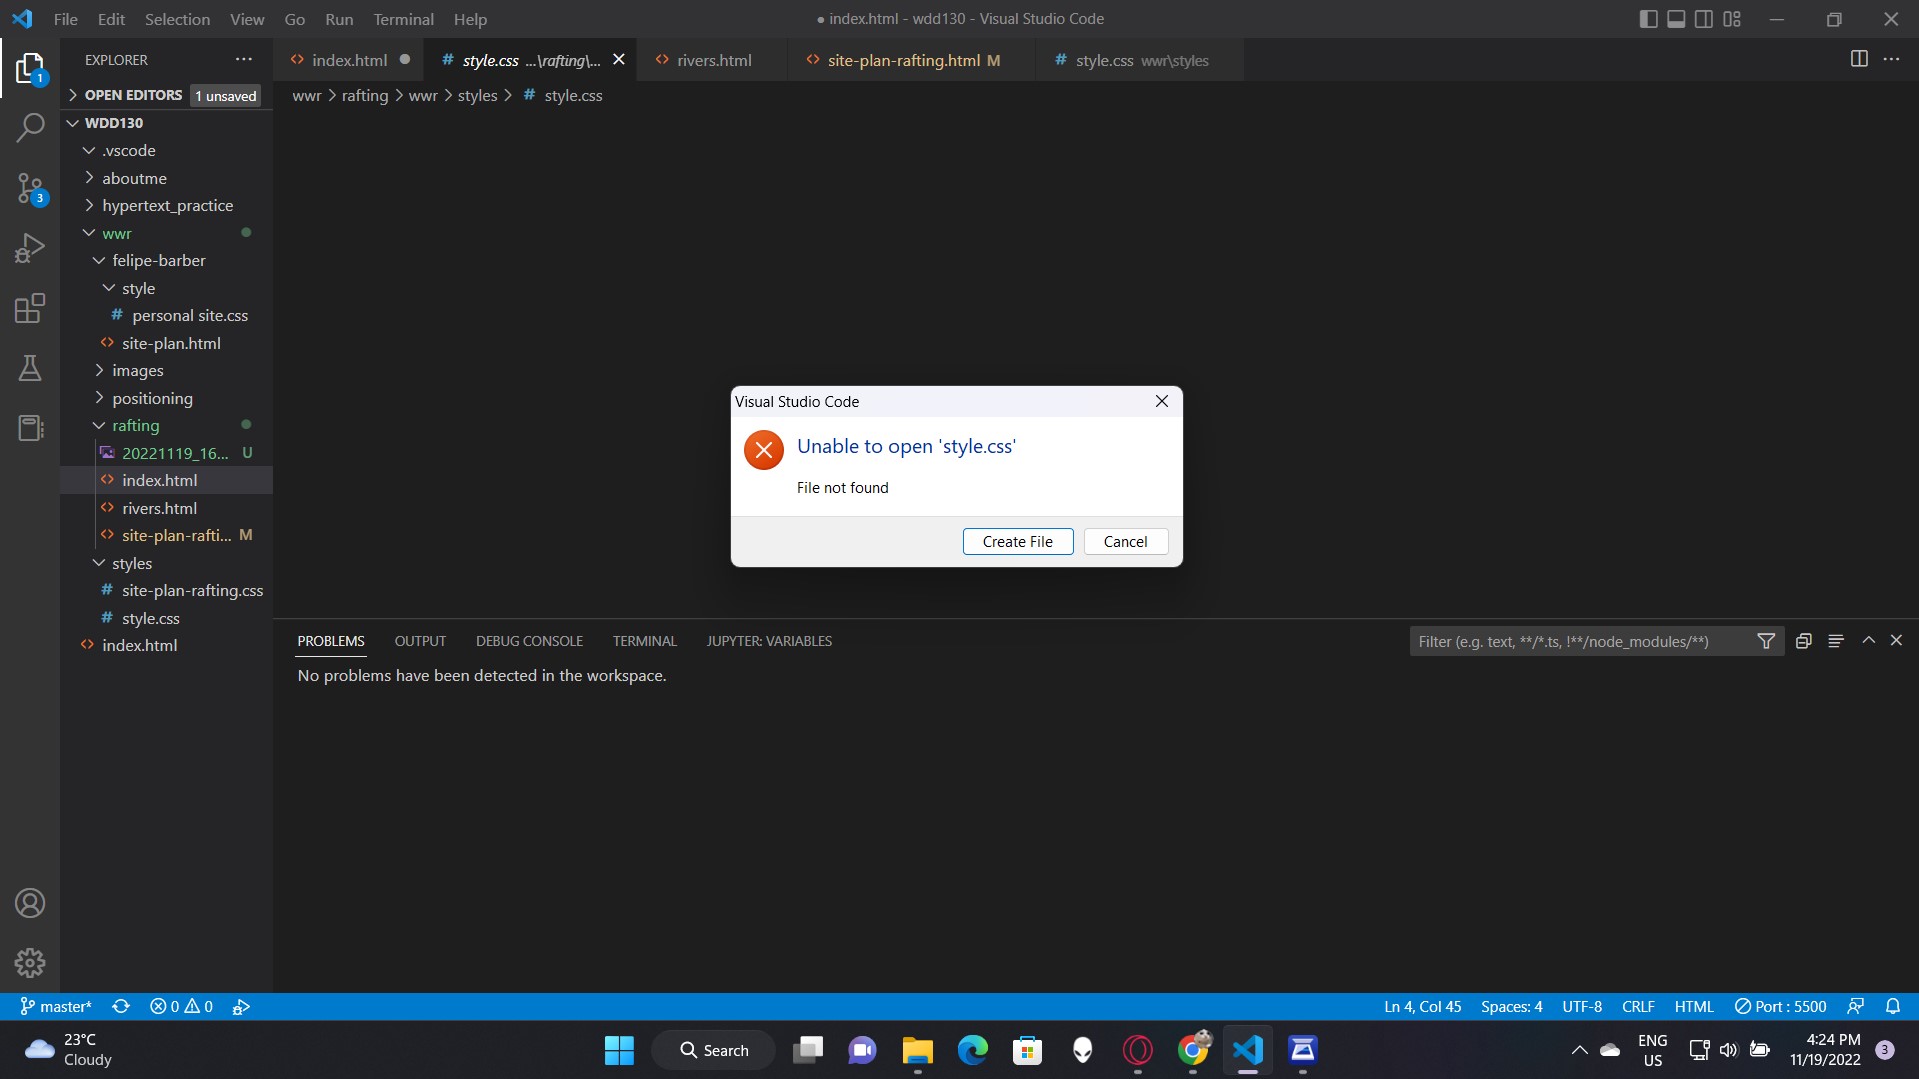 File Edit Selection View Go Run Terminal Help
● index.html - wdd130 - Visual Studio Code
EXPLORER
index.html
style.css ...\rafting\...
rivers.html
site-plan-rafting.html M
style.css wwr\styles
OPEN EDITORS 1 unsaved
wwr > rafting > wwr > styles > # style.css
WDD130
.vscode
aboutme
hypertext_practice
wwr
felipe-barber
style
# personal site.css
site-plan.html
images
positioning
rafting
20221119_16... U
index.html
rivers.html
site-plan-rafti... M
styles
# site-plan-rafting.css
# style.css
index.html
1
3
Visual Studio Code
Unable to open 'style.css'
File not found
Create File Cancel
PROBLEMS OUTPUT DEBUG CONSOLE TERMINAL JUPYTER: VARIABLES
Filter (e.g. text, **/*.ts, !**/node_modules/**)
No problems have been detected in the workspace.
master* 0 0
Ln 4, Col 45 Spaces: 4 UTF-8 CRLF HTML Port : 5500
23°C
Cloudy
Search
ENG
US
4:24 PM
11/19/2022
3